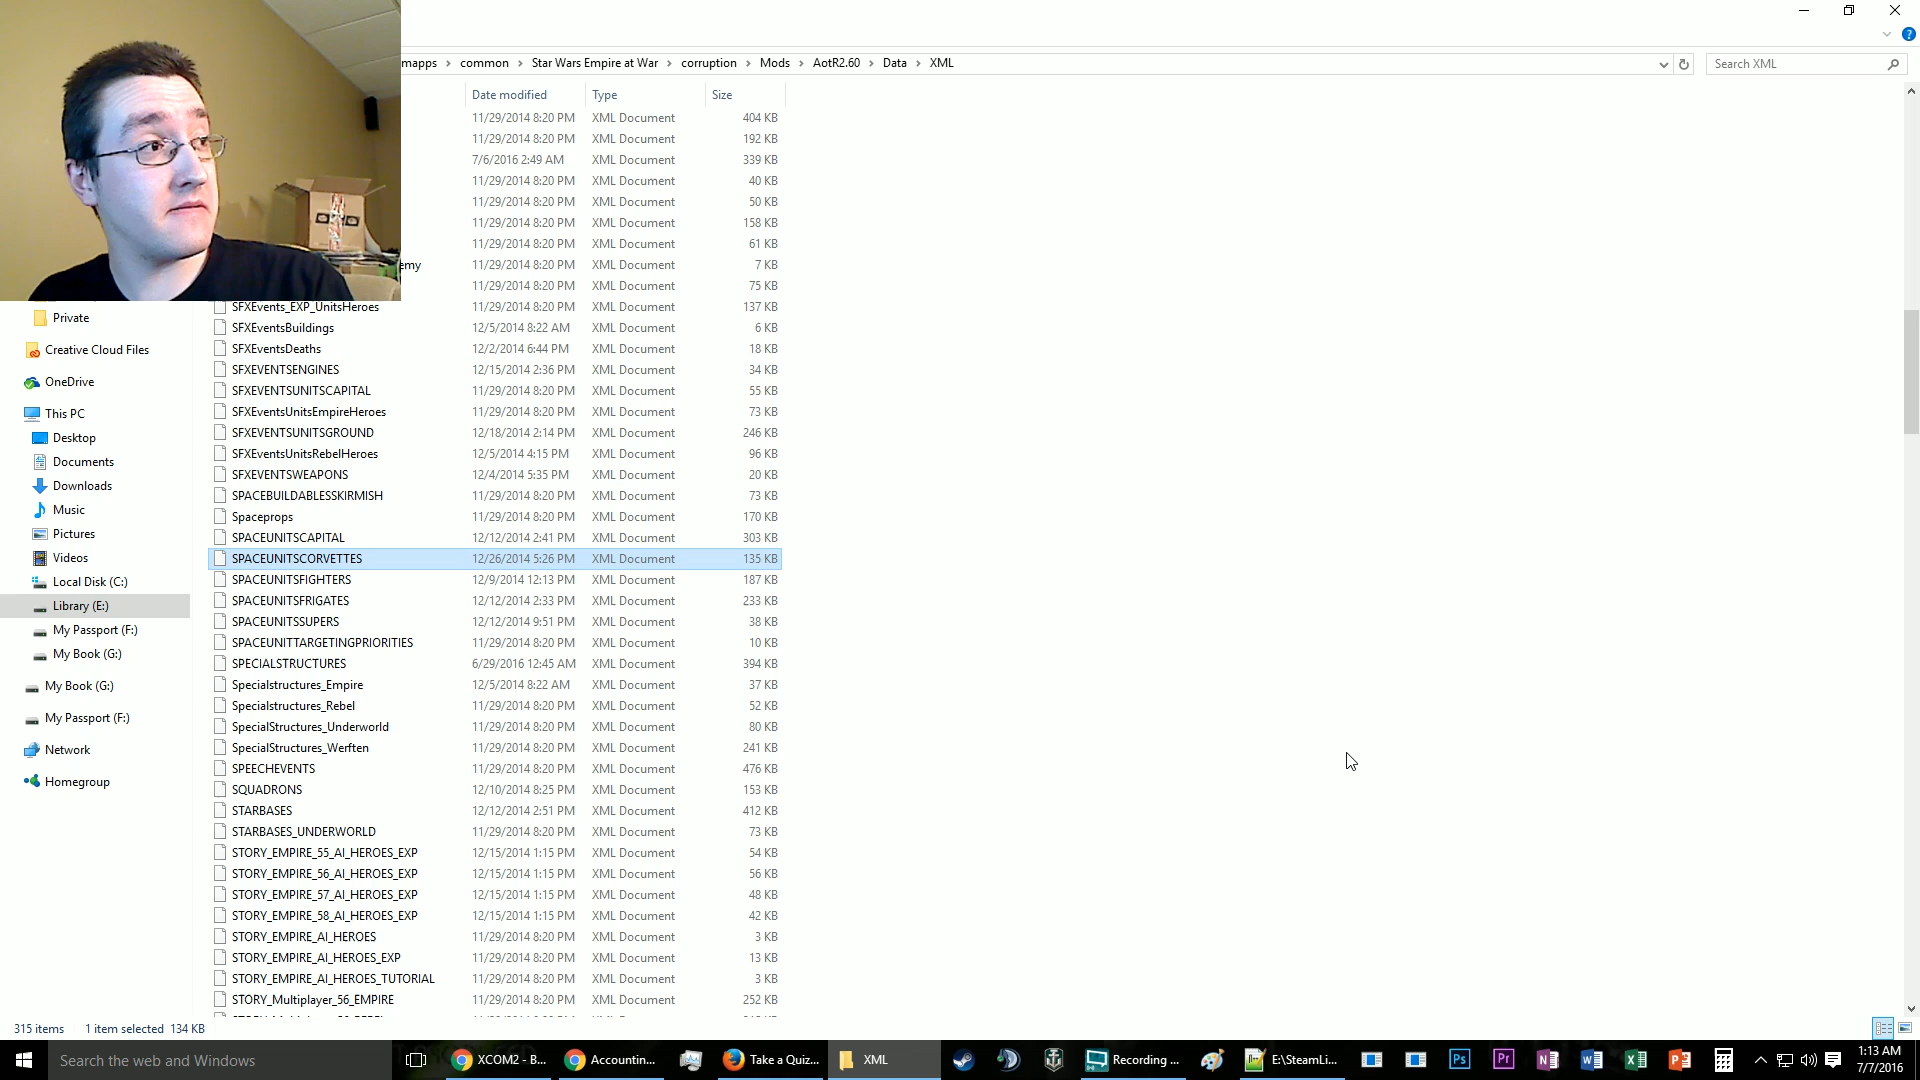 mapps › common › Star Wars Empire at War › corruption › Mods › AotR2.60 › Data › XML
Search XML
Date modified Type Size
11/29/2014 8:20 PM XML Document 404 KB
11/29/2014 8:20 PM XML Document 192 KB
7/6/2016 2:49 AM XML Document 339 KB
11/29/2014 8:20 PM XML Document 40 KB
11/29/2014 8:20 PM XML Document 50 KB
11/29/2014 8:20 PM XML Document 158 KB
11/29/2014 8:20 PM XML Document 61 KB
emy 11/29/2014 8:20 PM XML Document 7 KB
11/29/2014 8:20 PM XML Document 75 KB
SFXEvents_EXP_UnitsHeroes 11/29/2014 8:20 PM XML Document 137 KB
SFXEventsBuildings 12/5/2014 8:22 AM XML Document 6 KB
SFXEventsDeaths 12/2/2014 6:44 PM XML Document 18 KB
SFXEVENTSENGINES 12/15/2014 2:36 PM XML Document 34 KB
SFXEVENTSUNITSCAPITAL 11/29/2014 8:20 PM XML Document 55 KB
SFXEventsUnitsEmpireHeroes 11/29/2014 8:20 PM XML Document 73 KB
SFXEVENTSUNITSGROUND 12/18/2014 2:14 PM XML Document 246 KB
SFXEventsUnitsRebelHeroes 12/5/2014 4:15 PM XML Document 96 KB
SFXEVENTSWEAPONS 12/4/2014 5:35 PM XML Document 20 KB
SPACEBUILDABLESSKIRMISH 11/29/2014 8:20 PM XML Document 73 KB
Spaceprops 11/29/2014 8:20 PM XML Document 170 KB
SPACEUNITSCAPITAL 12/12/2014 2:41 PM XML Document 303 KB
SPACEUNITSCORVETTES 12/26/2014 5:26 PM XML Document 135 KB
SPACEUNITSFIGHTERS 12/9/2014 12:13 PM XML Document 187 KB
SPACEUNITSFRIGATES 12/12/2014 2:33 PM XML Document 233 KB
SPACEUNITSSUPERS 12/12/2014 9:51 PM XML Document 38 KB
SPACEUNITTARGETINGPRIORITIES 11/29/2014 8:20 PM XML Document 10 KB
SPECIALSTRUCTURES 6/29/2016 12:45 AM XML Document 394 KB
Specialstructures_Empire 12/5/2014 8:22 AM XML Document 37 KB
Specialstructures_Rebel 11/29/2014 8:20 PM XML Document 52 KB
SpecialStructures_Underworld 11/29/2014 8:20 PM XML Document 80 KB
SpecialStructures_Werften 11/29/2014 8:20 PM XML Document 241 KB
SPEECHEVENTS 11/29/2014 8:20 PM XML Document 476 KB
SQUADRONS 12/10/2014 8:25 PM XML Document 153 KB
STARBASES 12/12/2014 2:51 PM XML Document 412 KB
STARBASES_UNDERWORLD 11/29/2014 8:20 PM XML Document 73 KB
STORY_EMPIRE_55_AI_HEROES_EXP 12/15/2014 1:15 PM XML Document 54 KB
STORY_EMPIRE_56_AI_HEROES_EXP 12/15/2014 1:15 PM XML Document 56 KB
STORY_EMPIRE_57_AI_HEROES_EXP 12/15/2014 1:15 PM XML Document 48 KB
STORY_EMPIRE_58_AI_HEROES_EXP 12/15/2014 1:15 PM XML Document 42 KB
STORY_EMPIRE_AI_HEROES 11/29/2014 8:20 PM XML Document 3 KB
STORY_EMPIRE_AI_HEROES_EXP 11/29/2014 8:20 PM XML Document 13 KB
STORY_EMPIRE_AI_HEROES_TUTORIAL 11/29/2014 8:20 PM XML Document 3 KB
STORY_Multiplayer_56_EMPIRE 11/29/2014 8:20 PM XML Document 252 KB
Private
Creative Cloud Files
OneDrive
This PC
Desktop
Documents
Downloads
Music
Pictures
Videos
Local Disk (C:)
Library (E:)
My Passport (F:)
My Book (G:)
My Book (G:)
My Passport (F:)
Network
Homegroup
315 items 1 item selected 134 KB
Search the web and Windows
XCOM2 - B...
Accountin...
Take a Quiz...
XML
Recording ...
E:\SteamLi...
Ps
Pr
1:13 AM
7/7/2016